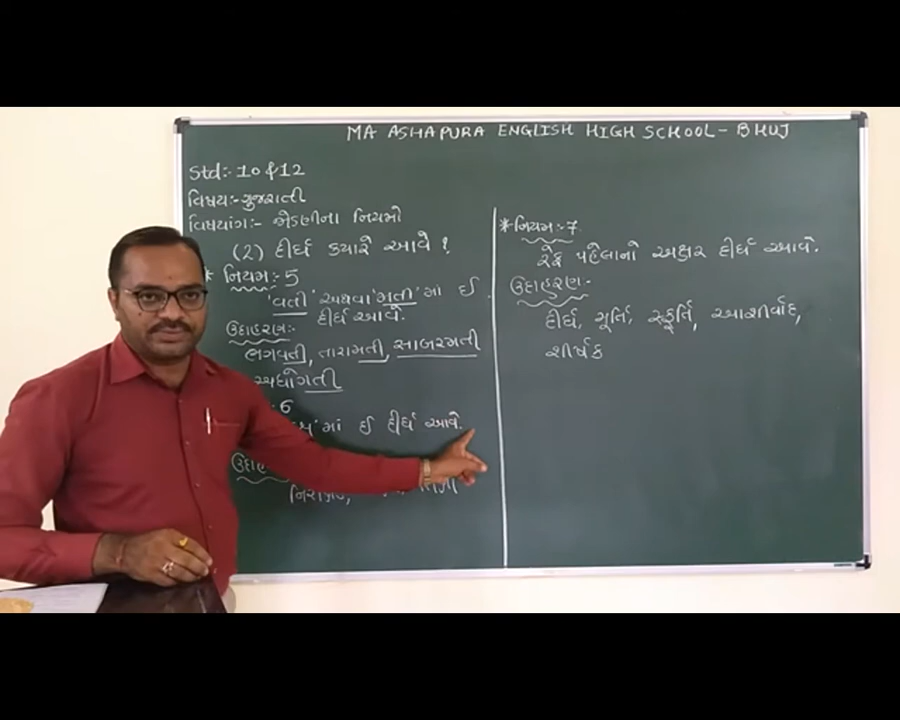 MA ASHAPURA ENGLISH HIGH SCHOOL - BHUJ
Std:- 10 & 12
વિષય:- ગુજરાતી
વિષયાંગ:- જોડણીના નિયમો
(2) દીર્ઘ ક્યારે આવે ?
* નિયમ:- 5
'વતી' અથવા 'મતી' માં ઈ
દીર્ઘ આવે.
ઉદાહરણ:-
ભગવતી, તારામતી, સાબરમતી
અધોગતી
: 6
'માં ઈ દીર્ઘ આવે.
* નિયમ:- 7
રેફ પહેલાનો અક્ષર દીર્ઘ આવે.
ઉદાહરણ:-
દીર્ઘ, મૂર્તિ, સ્ફૂર્તિ, આશીર્વાદ,
શીર્ષક